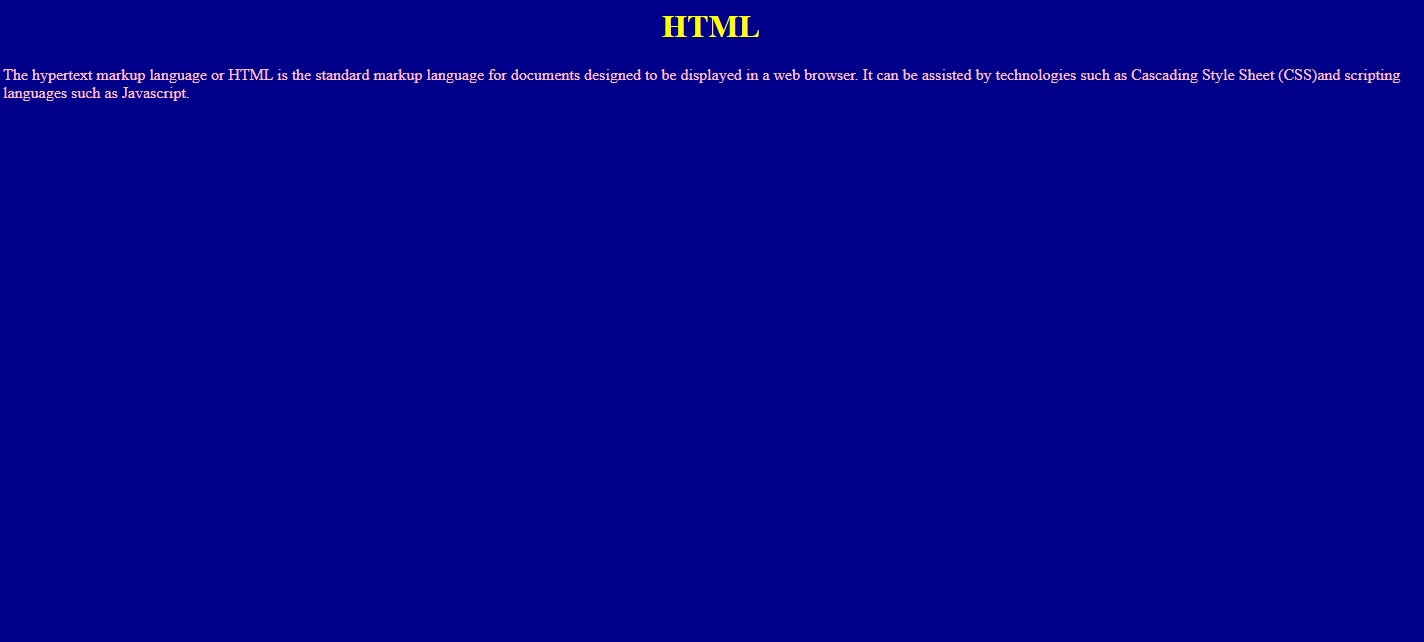 HTML
The hypertext markup language or HTML is the standard markup language for documents designed to be displayed in a web browser. It can be assisted by technologies such as Cascading Style Sheet (CSS)and scripting
languages such as Javascript.